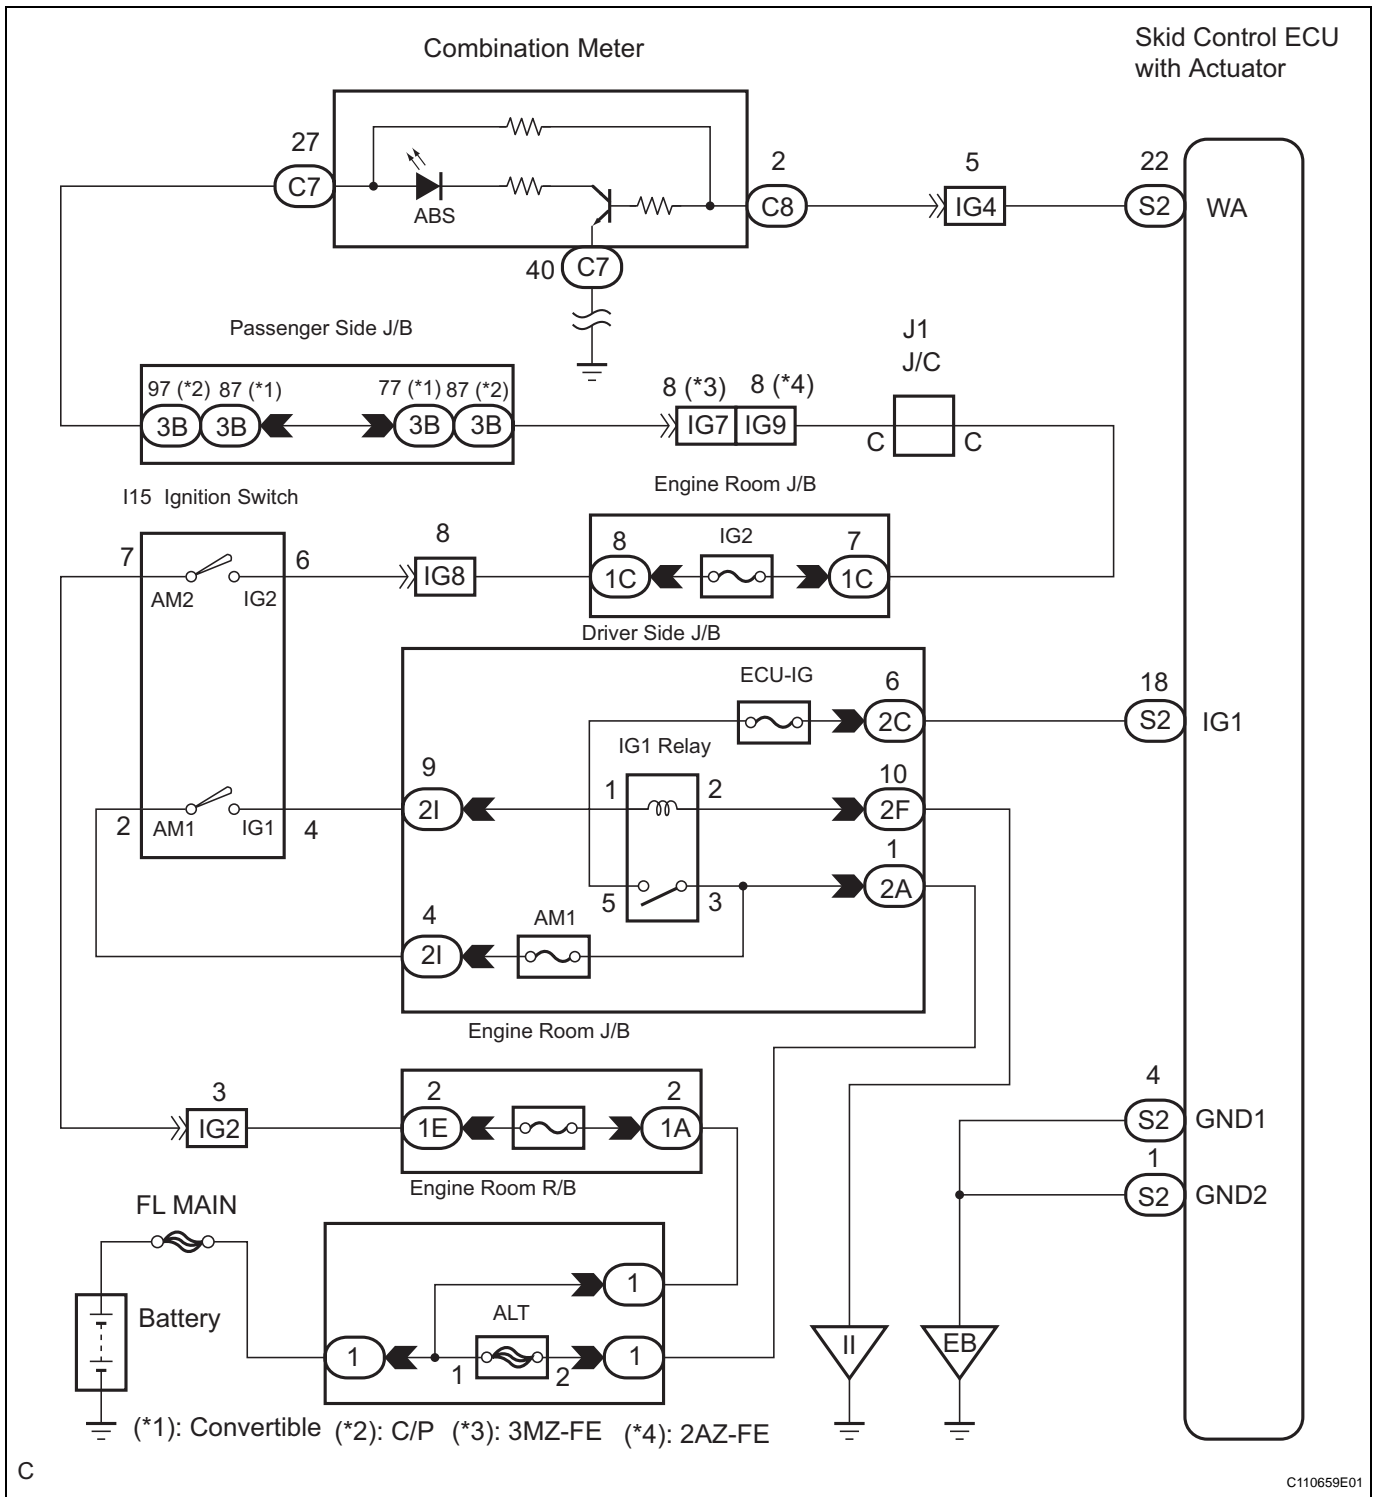 Combination Meter
Skid Control ECU
with Actuator
27
C7
ABS
2
C8
5
IG4
22
S2
WA
40
C7
Passenger Side J/B
97 (*2)
87 (*1)
77 (*1)
87 (*2)
3B
3B
3B
3B
8 (*3)
8 (*4)
IG7
IG9
J1
J/C
C
C
I15 Ignition Switch
7
AM2
IG2
6
8
IG8
Engine Room J/B
8
1C
IG2
7
1C
Driver Side J/B
ECU-IG
6
2C
18
S2
IG1
IG1 Relay
9
2I
1
2
10
2F
2
AM1
IG1
4
1
2A
5
3
4
2I
AM1
Engine Room J/B
3
IG2
2
1E
2
1A
4
S2
GND1
1
S2
GND2
Engine Room R/B
FL MAIN
Battery
1
ALT
1
1
2
1
II
EB
(*1): Convertible (*2): C/P (*3): 3MZ-FE (*4): 2AZ-FE
C
C110659E01